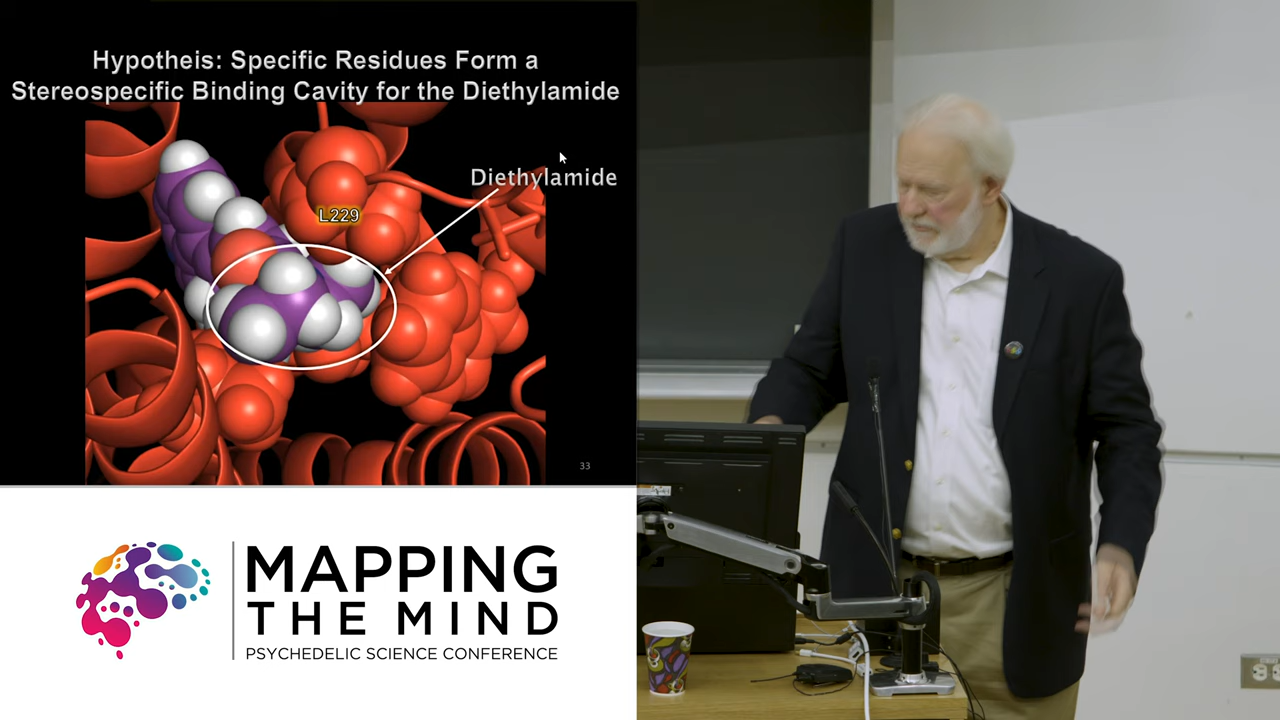 Hypotheis: Specific Residues Form a
Stereospecific Binding Cavity for the Diethylamide
Diethylamide
L229
33
MAPPING
THE MIND
PSYCHEDELIC SCIENCE CONFERENCE